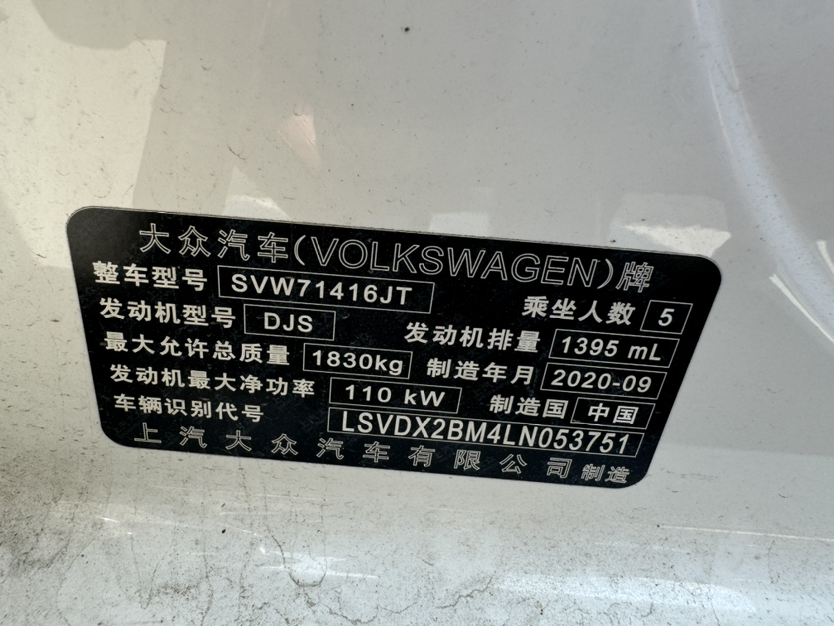 大众汽车(VOLKSWAGEN)牌
整车型号 SVW71416JT 乘坐人数 5
发动机型号 DJS 发动机排量 1395 mL
最大允许总质量 1830kg 制造年月 2020-09
发动机最大净功率 110 kW 制造国 中国
车辆识别代号 LSVDX2BM4LN053751
上汽大众汽车有限公司 制造